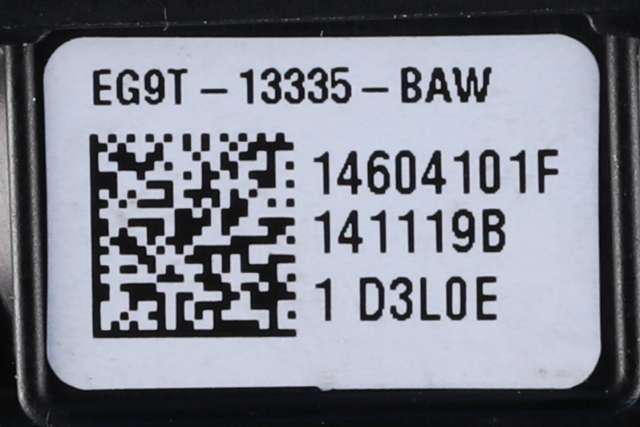 EG9T - 13335 - BAW
14604101F
141119B
1 D3L0E